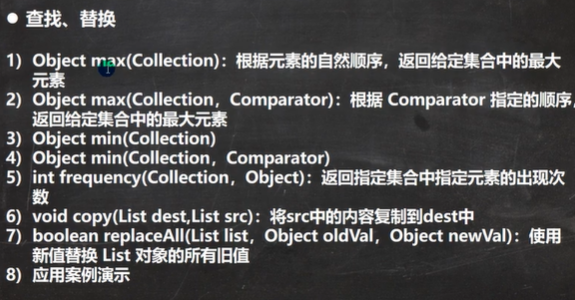 ● 查找、替换
1) Object max(Collection)：根据元素的自然顺序，返回给定集合中的最大
元素
2) Object max(Collection，Comparator)：根据 Comparator 指定的顺序，
返回给定集合中的最大元素
3) Object min(Collection)
4) Object min(Collection，Comparator)
5) int frequency(Collection，Object)：返回指定集合中指定元素的出现次
数
6) void copy(List dest,List src)：将src中的内容复制到dest中
7) boolean replaceAll(List list，Object oldVal，Object newVal)：使用
新值替换 List 对象的所有旧值
8) 应用案例演示